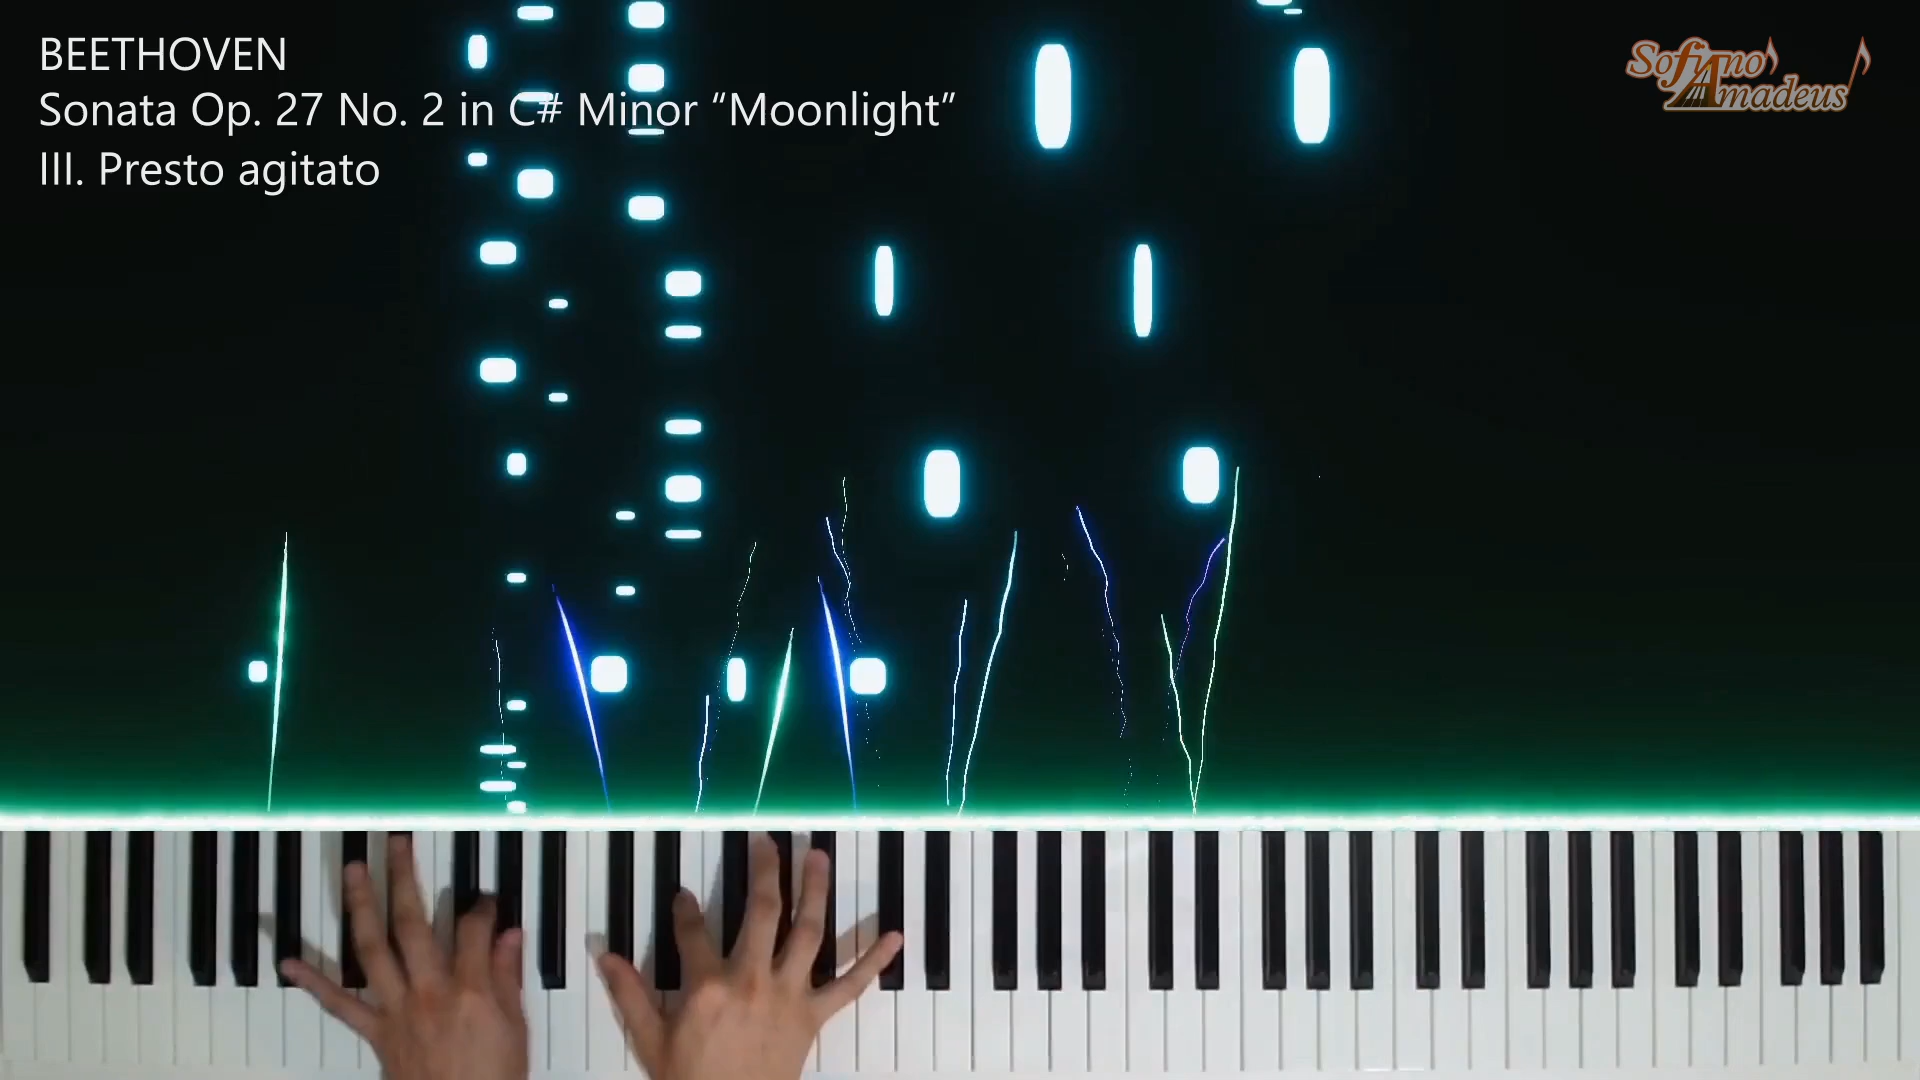 BEETHOVEN
Sonata Op. 27 No. 2 in C# Minor “Moonlight”
III. Presto agitato
Sofiano
Amadeus